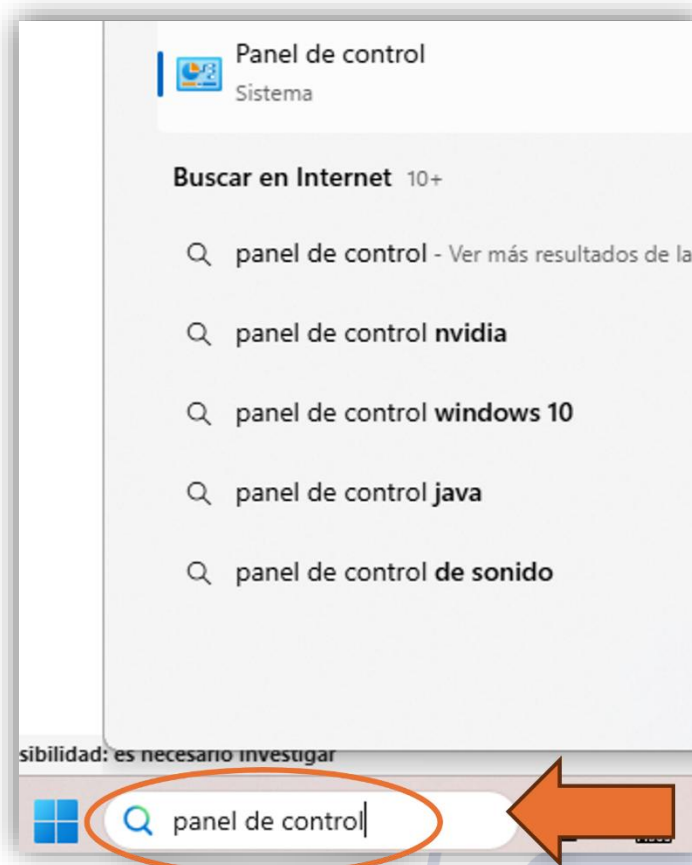 Panel de control
Sistema
Buscar en Internet 10+
panel de control - Ver más resultados de la
panel de control nvidia
panel de control windows 10
panel de control java
panel de control de sonido
sibilidad: es necesario investigar
panel de control